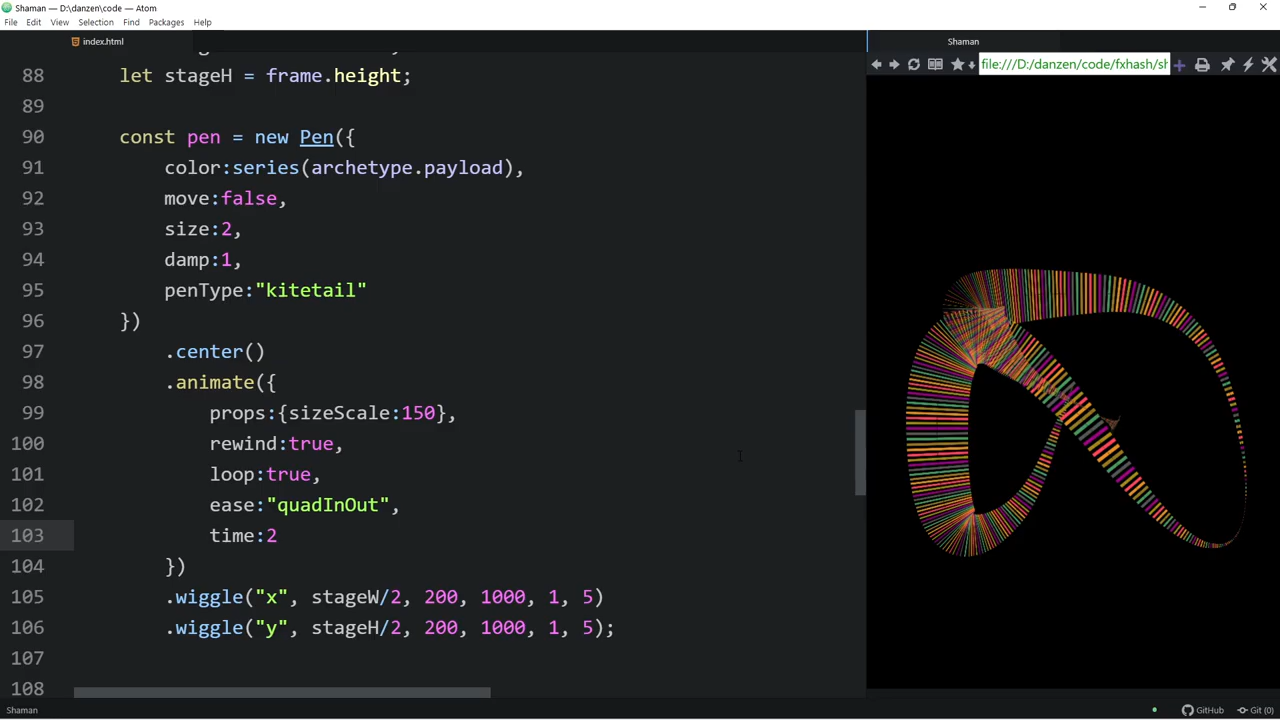 Shaman — D:\danzen\code — Atom
File Edit View Selection Find Packages Help
index.html
Shaman
file:///D:/danzen/code/fxhash/sh
88 let stageH = frame.height;
89
90 const pen = new Pen({
91 color:series(archetype.payload),
92 move:false,
93 size:2,
94 damp:1,
95 penType:"kitetail"
96 })
97 .center()
98 .animate({
99 props:{sizeScale:150},
100 rewind:true,
101 loop:true,
102 ease:"quadInOut",
103 time:2
104 })
105 .wiggle("x", stageW/2, 200, 1000, 1, 5)
106 .wiggle("y", stageH/2, 200, 1000, 1, 5);
107
108
Shaman
GitHub Git (0)